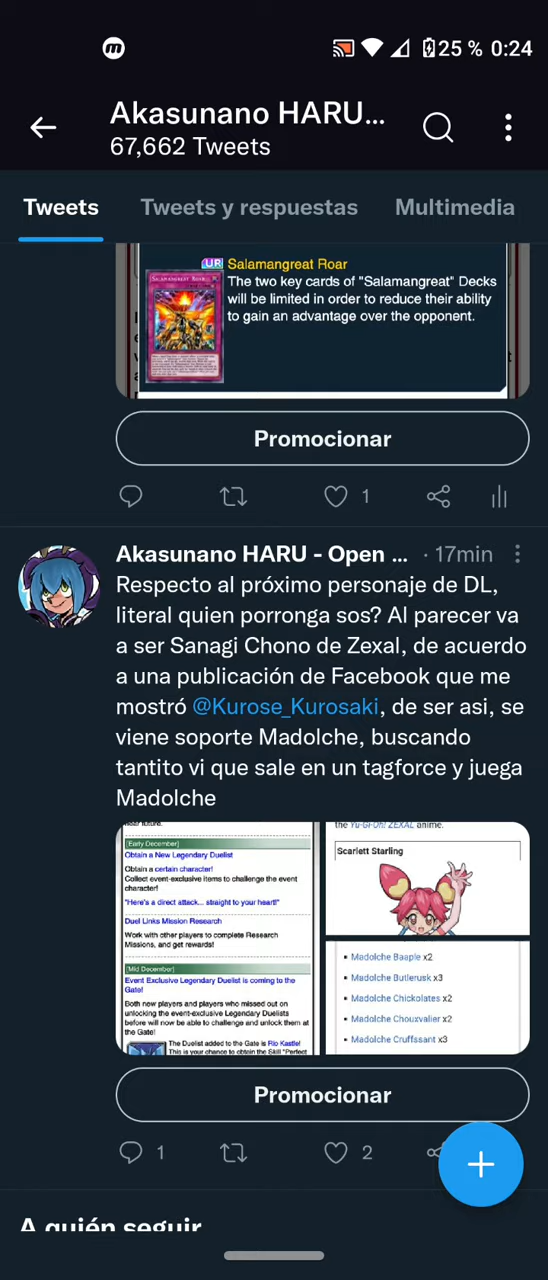 25 % 0:24
Akasunano HARU...
67,662 Tweets
Tweets Tweets y respuestas Multimedia
UR Salamangreat Roar
SALAMANGREAT ROAR
The two key cards of "Salamangreat" Decks
will be limited in order to reduce their ability
to gain an advantage over the opponent.
Promocionar
1
Akasunano HARU - Open ... · 17min
Respecto al próximo personaje de DL,
literal quien porronga sos? Al parecer va
a ser Sanagi Chono de Zexal, de acuerdo
a una publicación de Facebook que me
mostró @Kurose_Kurosaki, de ser asi, se
viene soporte Madolche, buscando
tantito vi que sale en un tagforce y juega
Madolche
near future.
[Early December]
Obtain a New Legendary Duelist
Obtain a certain character!
Collect event-exclusive items to challenge the event
character!
"Here's a direct attack... straight to your heart!"
Duel Links Mission Research
Work with other players to complete Research
Missions, and get rewards!
[Mid December]
Event Exclusive Legendary Duelist is coming to the
Gate!
Both new players and players who missed out on
unlocking the event-exclusive Legendary Duelists
before will now be able to challenge and unlock them at
the Gate!
The Duelist added to the Gate is Rio Kastle!
This is your chance to obtain the Skill "Perfect
the Yu-Gi-Oh! ZEXAL anime.
Scarlett Starling
Madolche Baaple x2
Madolche Butlerusk x3
Madolche Chickolates x2
Madolche Chouxvalier x2
Madolche Cruffssant x3
Promocionar
1 2
A quién seguir